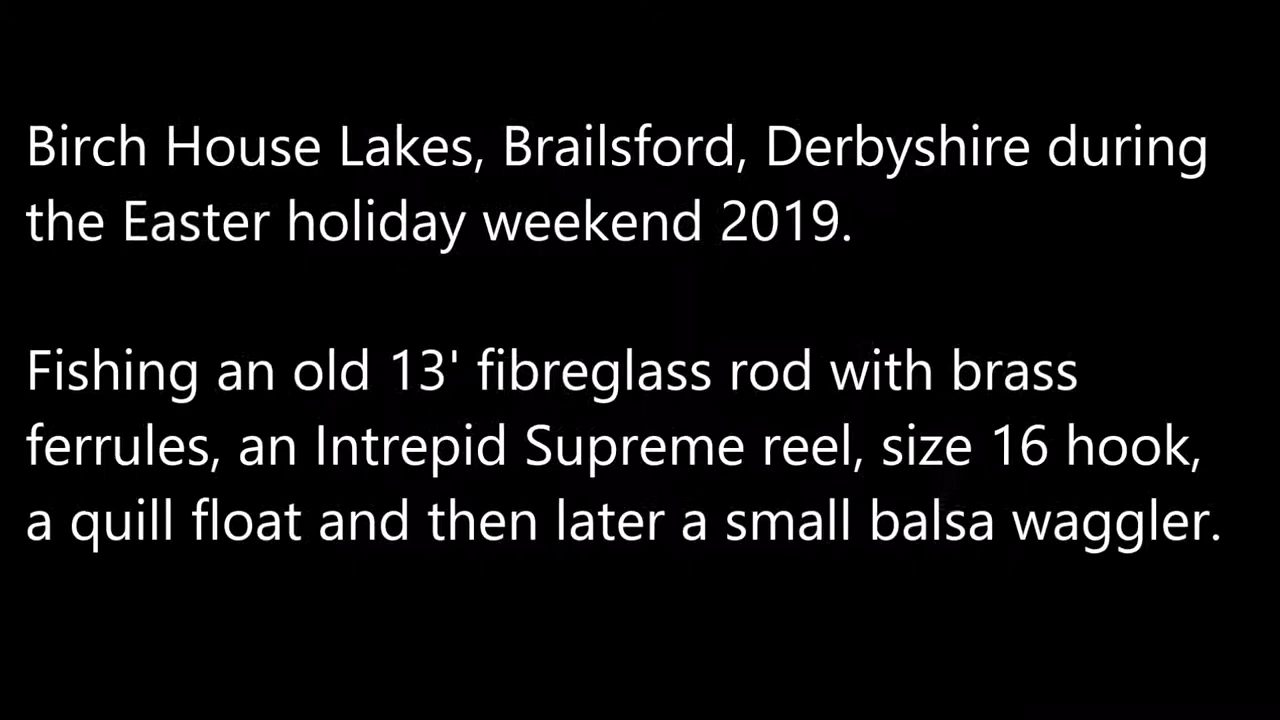 Birch House Lakes, Brailsford, Derbyshire during
the Easter holiday weekend 2019.
Fishing an old 13' fibreglass rod with brass
ferrules, an Intrepid Supreme reel, size 16 hook,
a quill float and then later a small balsa waggler.